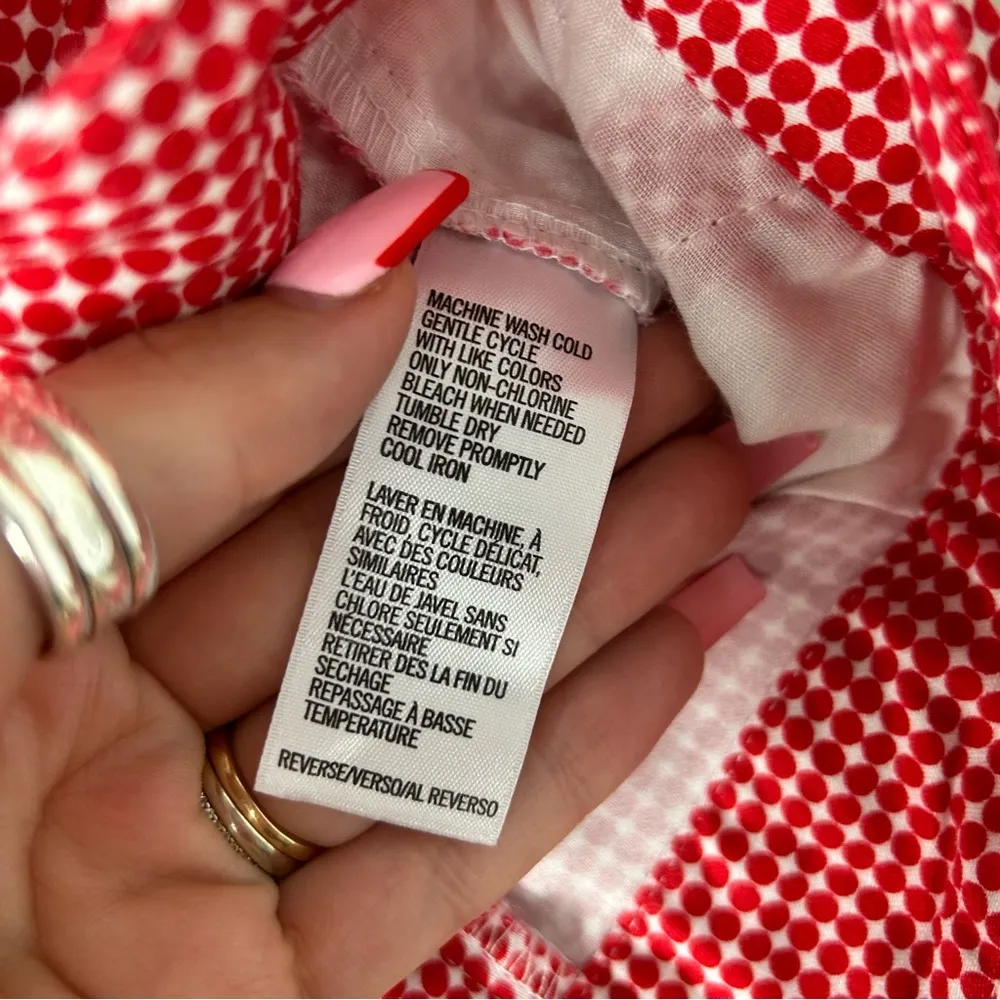 MACHINE WASH COLD
GENTLE CYCLE
WITH LIKE COLORS
ONLY NON-CHLORINE
BLEACH WHEN NEEDED
TUMBLE DRY
REMOVE PROMPTLY
COOL IRON
LAVER EN MACHINE, À
FROID, CYCLE DELICAT,
AVEC DES COULEURS
SIMILAIRES
L'EAU DE JAVEL SANS
CHLORE SEULEMENT SI
NECESSAIRE
RETIRER DES LA FIN DU
SECHAGE
REPASSAGE À BASSE
TEMPERATURE
REVERSE/VERSO/AL REVERSO